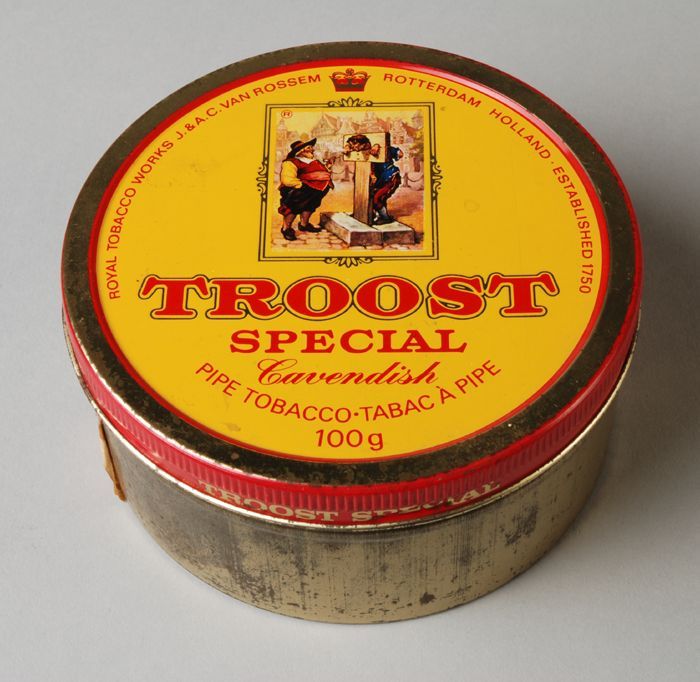 ROYAL TOBACCO WORKS J. & A.C. VAN ROSSEM ROTTERDAM HOLLAND · ESTABLISHED 1750
®
TROOST
SPECIAL
Cavendish
PIPE TOBACCO · TABAC À PIPE
100g
TROOST SPECIAL